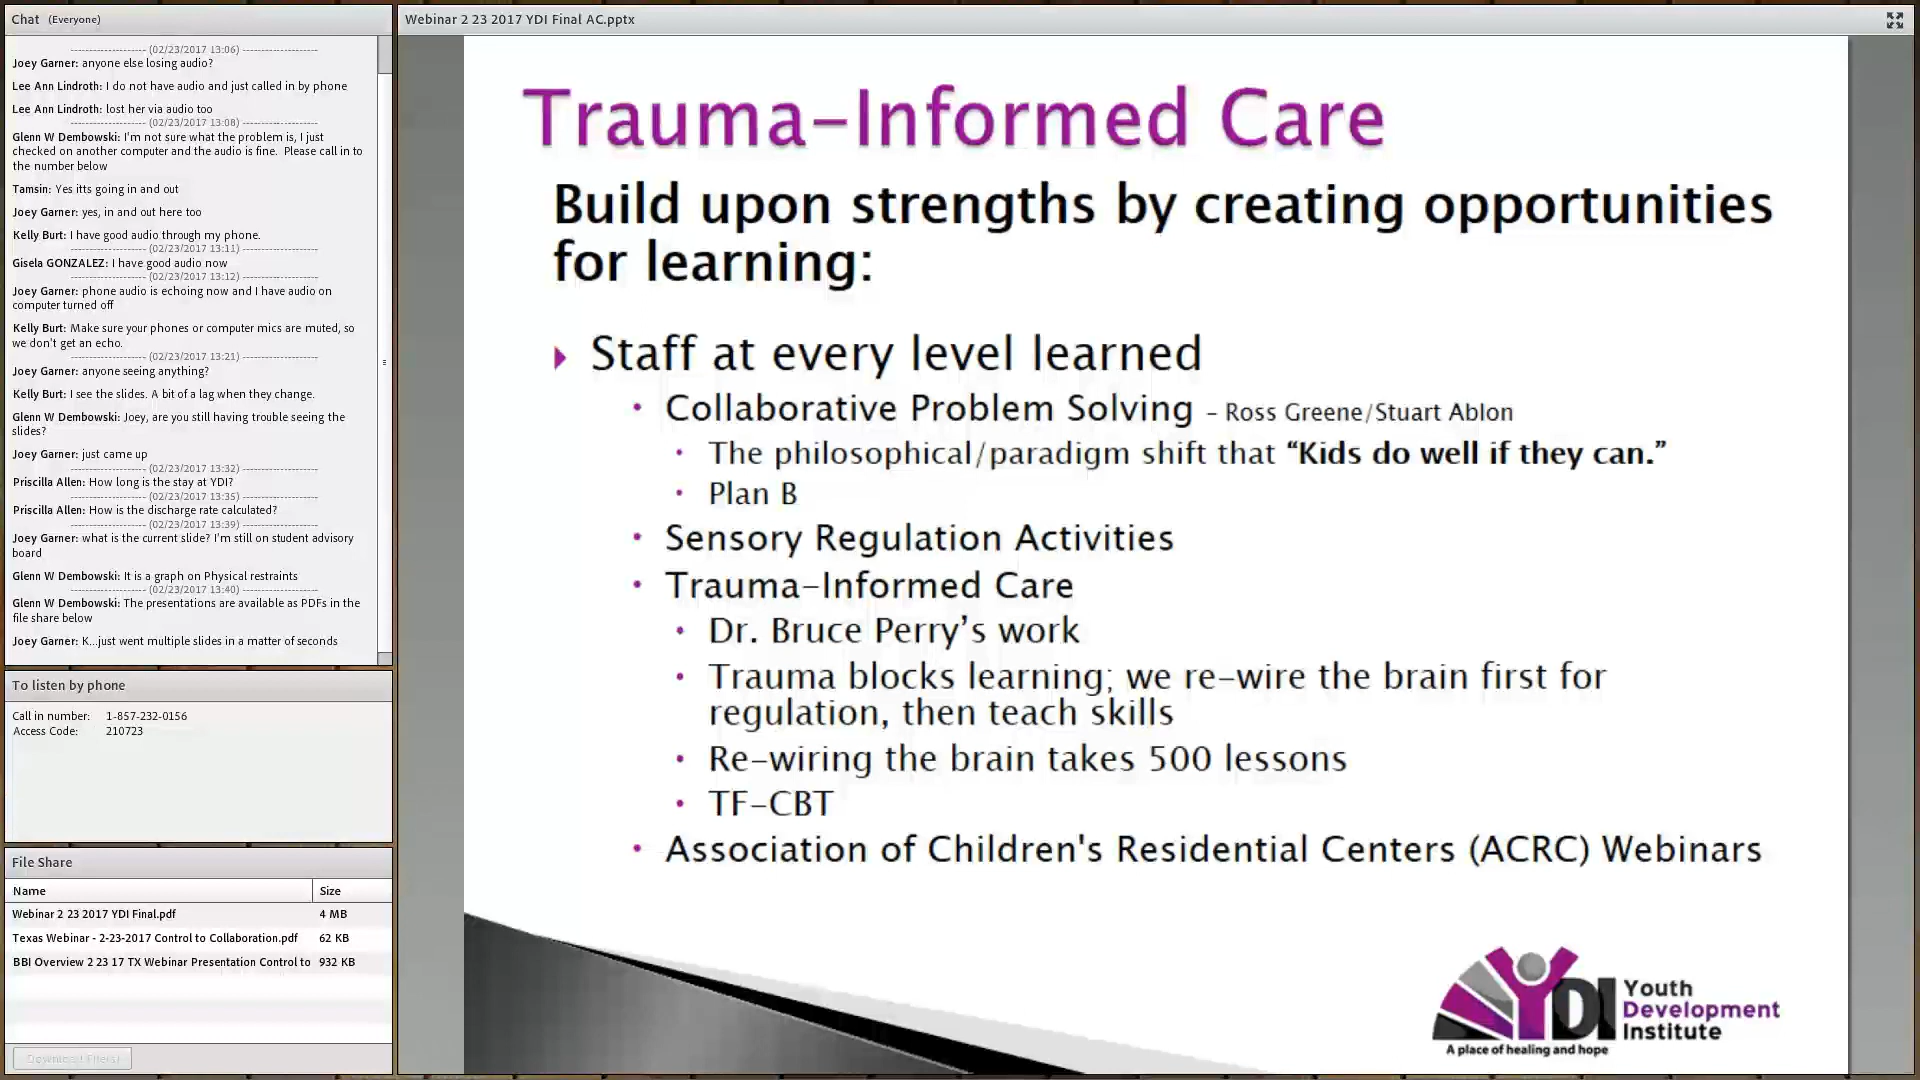 Chat (Everyone)
-------------------- (02/23/2017 13:06) --------------------
Joey Garner: anyone else losing audio?
Lee Ann Lindroth: I do not have audio and just called in by phone
Lee Ann Lindroth: lost her via audio too
-------------------- (02/23/2017 13:08) --------------------
Glenn W Dembowski: I'm not sure what the problem is, I just
checked on another computer and the audio is fine. Please call in to
the number below
Tamsin: Yes itts going in and out
Joey Garner: yes, in and out here too
Kelly Burt: I have good audio through my phone.
-------------------- (02/23/2017 13:11) --------------------
Gisela GONZALEZ: I have good audio now
-------------------- (02/23/2017 13:12) --------------------
Joey Garner: phone audio is echoing now and I have audio on
computer turned off
Kelly Burt: Make sure your phones or computer mics are muted, so
we don't get an echo.
-------------------- (02/23/2017 13:21) --------------------
Joey Garner: anyone seeing anything?
Kelly Burt: I see the slides. A bit of a lag when they change.
Glenn W Dembowski: Joey, are you still having trouble seeing the
slides?
Joey Garner: just came up
-------------------- (02/23/2017 13:32) --------------------
Priscilla Allen: How long is the stay at YDI?
-------------------- (02/23/2017 13:35) --------------------
Priscilla Allen: How is the discharge rate calculated?
-------------------- (02/23/2017 13:39) --------------------
Joey Garner: what is the current slide? I'm still on student advisory
board
Glenn W Dembowski: It is a graph on Physical restraints
-------------------- (02/23/2017 13:40) --------------------
Glenn W Dembowski: The presentations are available as PDFs in the
file share below
Joey Garner: K...just went multiple slides in a matter of seconds
To listen by phone
Call in number: 1-857-232-0156
Access Code: 210723
File Share
Name Size
Webinar 2 23 2017 YDI Final.pdf 4 MB
Texas Webinar - 2-23-2017 Control to Collaboration.pdf 62 KB
BBI Overview 2 23 17 TX Webinar Presentation Control to 932 KB
Download File(s)
Webinar 2 23 2017 YDI Final AC.pptx
Trauma-Informed Care
Build upon strengths by creating opportunities
for learning:
Staff at every level learned
• Collaborative Problem Solving – Ross Greene/Stuart Ablon
• The philosophical/paradigm shift that “Kids do well if they can.”
• Plan B
• Sensory Regulation Activities
• Trauma-Informed Care
• Dr. Bruce Perry’s work
• Trauma blocks learning; we re-wire the brain first for
regulation, then teach skills
• Re-wiring the brain takes 500 lessons
• TF-CBT
• Association of Children's Residential Centers (ACRC) Webinars
YDI
Youth
Development
Institute
A place of healing and hope